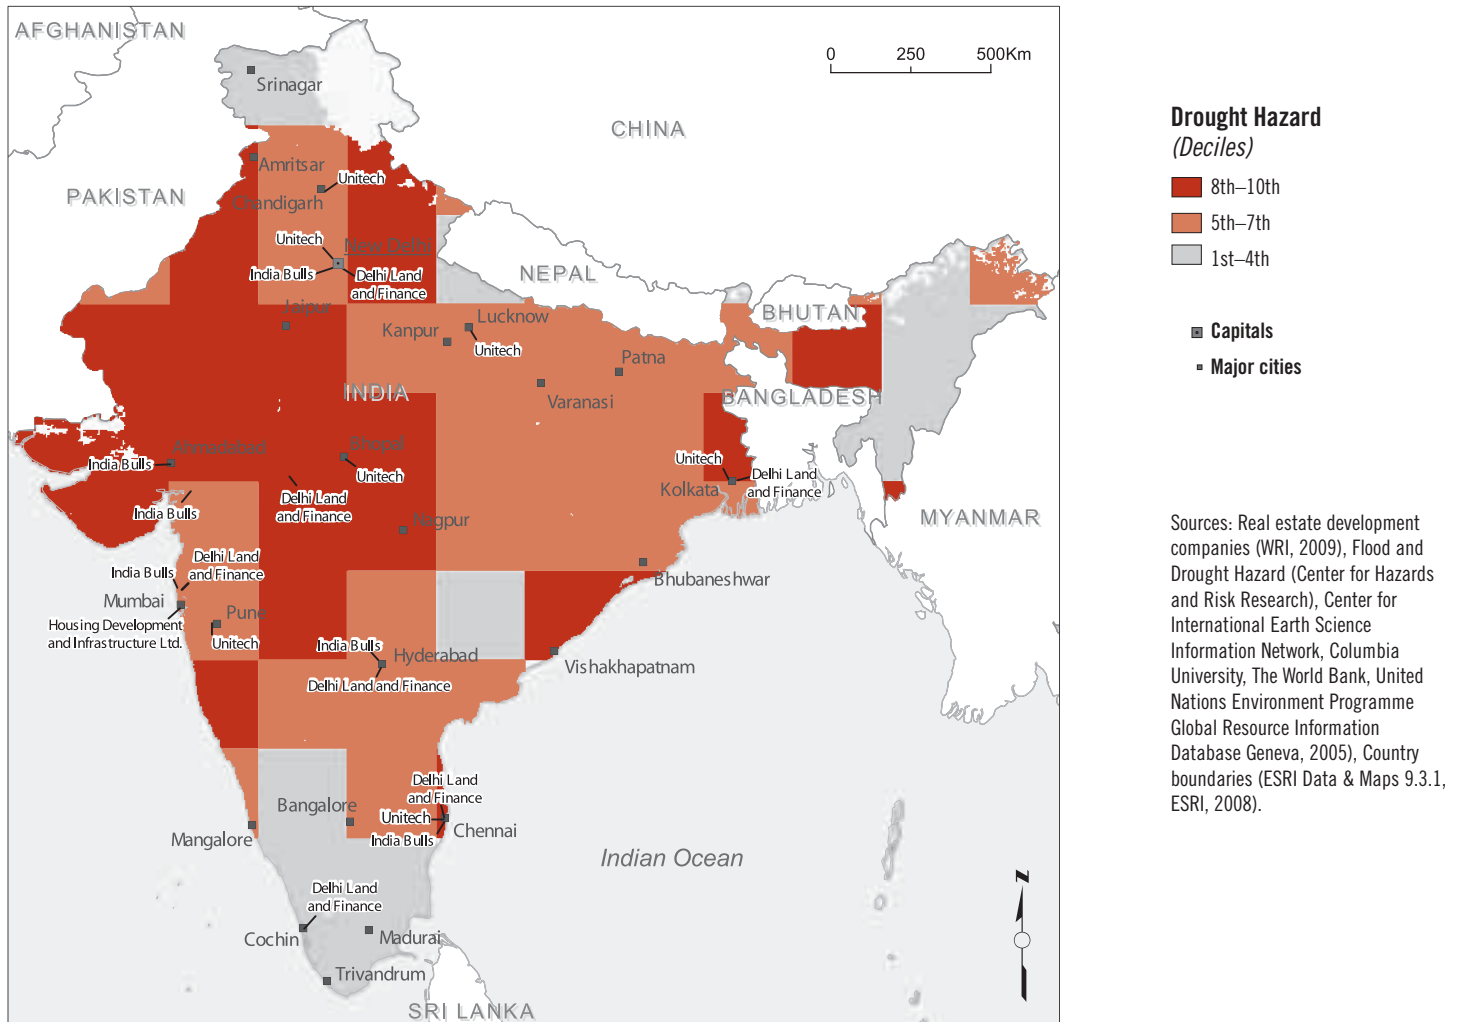 AFGHANISTAN
0 250 500Km
Srinagar
CHINA
Amritsar
Unitech
PAKISTAN
Chandigarh
Unitech
New Delhi
India Bulls
Delhi Land
and Finance
NEPAL
Jaipur
BHUTAN
Lucknow
Kanpur
Unitech
Patna
INDIA
Varanasi
BANGLADESH
Ahmadabad
Bhopal
India Bulls
Unitech
Unitech
Delhi Land
and Finance
Kolkata
Delhi Land
and Finance
India Bulls
Nagpur
MYANMAR
Delhi Land
and Finance
India Bulls
Bhubaneshwar
Mumbai
Pune
Housing Development
and Infrastructure Ltd.
Unitech
India Bulls
Hyderabad
Vishakhapatnam
Delhi Land and Finance
Delhi Land
and Finance
Bangalore
Unitech
Chennai
Mangalore
India Bulls
Indian Ocean
Delhi Land
and Finance
Cochin
Madurai
Trivandrum
SRI LANKA
N
Drought Hazard
(Deciles)
8th–10th
5th–7th
1st–4th
Capitals
Major cities
Sources: Real estate development
companies (WRI, 2009), Flood and
Drought Hazard (Center for Hazards
and Risk Research), Center for
International Earth Science
Information Network, Columbia
University, The World Bank, United
Nations Environment Programme
Global Resource Information
Database Geneva, 2005), Country
boundaries (ESRI Data & Maps 9.3.1,
ESRI, 2008).